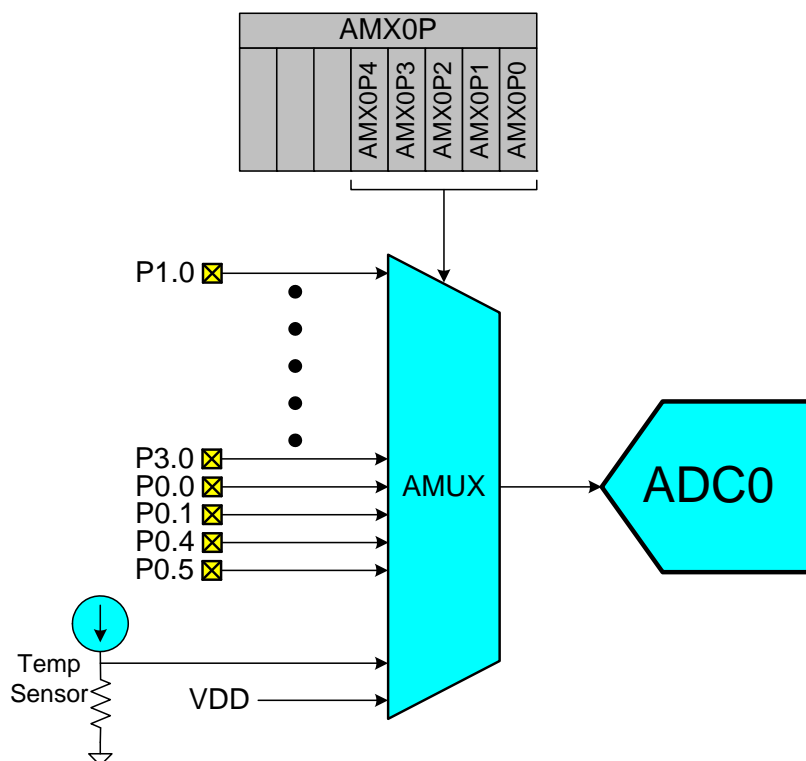 AMX0P
AMX0P4
AMX0P3
AMX0P2
AMX0P1
AMX0P0
P1.0
P3.0
P0.0
P0.1
P0.4
P0.5
AMUX
ADC0
Temp
Sensor
VDD